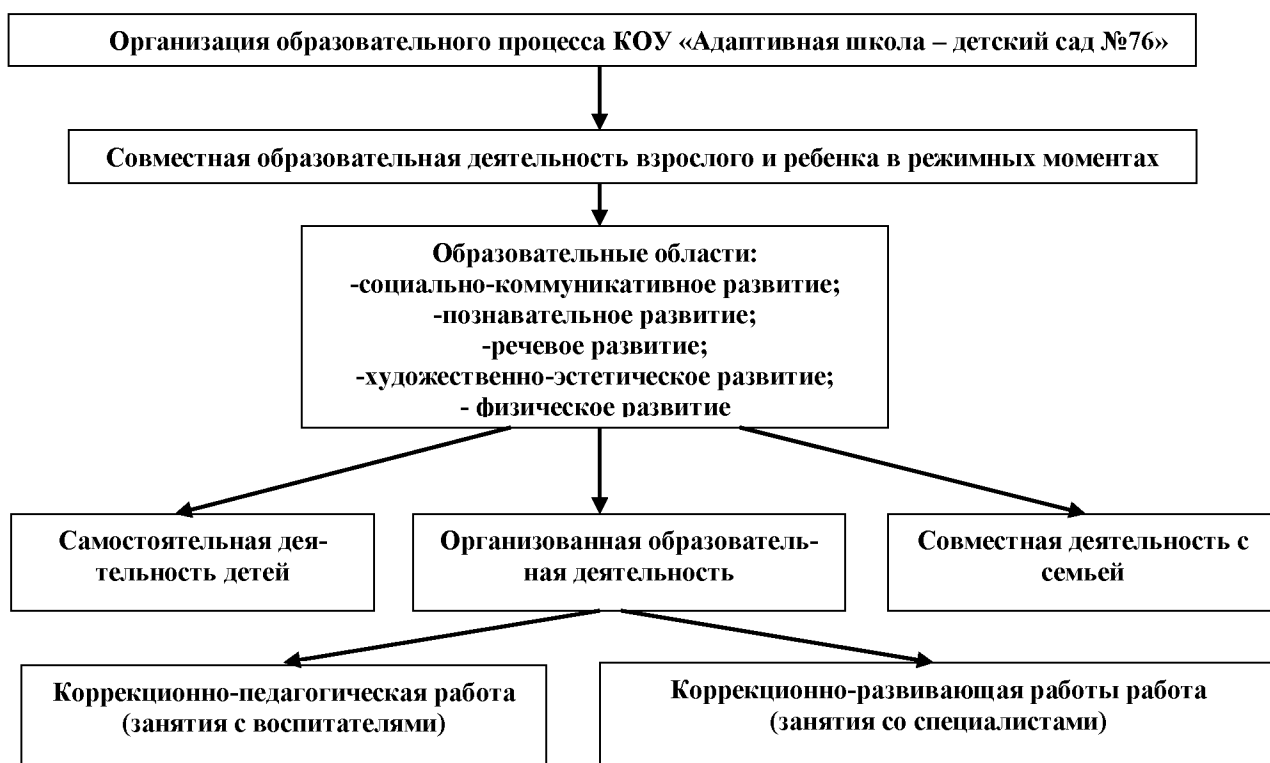 Организация образовательного процесса КОУ «Адаптивная школа – детский сад №76»
Совместная образовательная деятельность взрослого и ребенка в режимных моментах
Образовательные области:
-социально-коммуникативное развитие;
-познавательное развитие;
-речевое развитие;
-художественно-эстетическое развитие;
- физическое развитие
Самостоятельная дея-
тельность детей
Организованная образователь-
ная деятельность
Совместная деятельность с
семьей
Коррекционно-педагогическая работа
(занятия с воспитателями)
Коррекционно-развивающая работы работа
(занятия со специалистами)